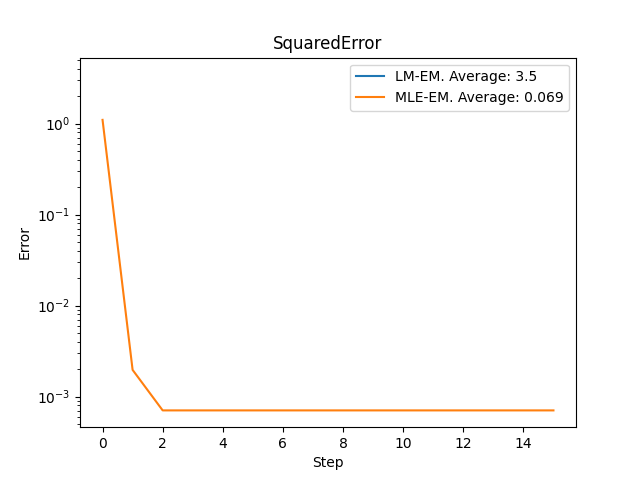 SquaredError
LM-EM. Average: 3.5
MLE-EM. Average: 0.069
10⁰
10⁻¹
10⁻²
10⁻³
Error
0 2 4 6 8 10 12 14
Step